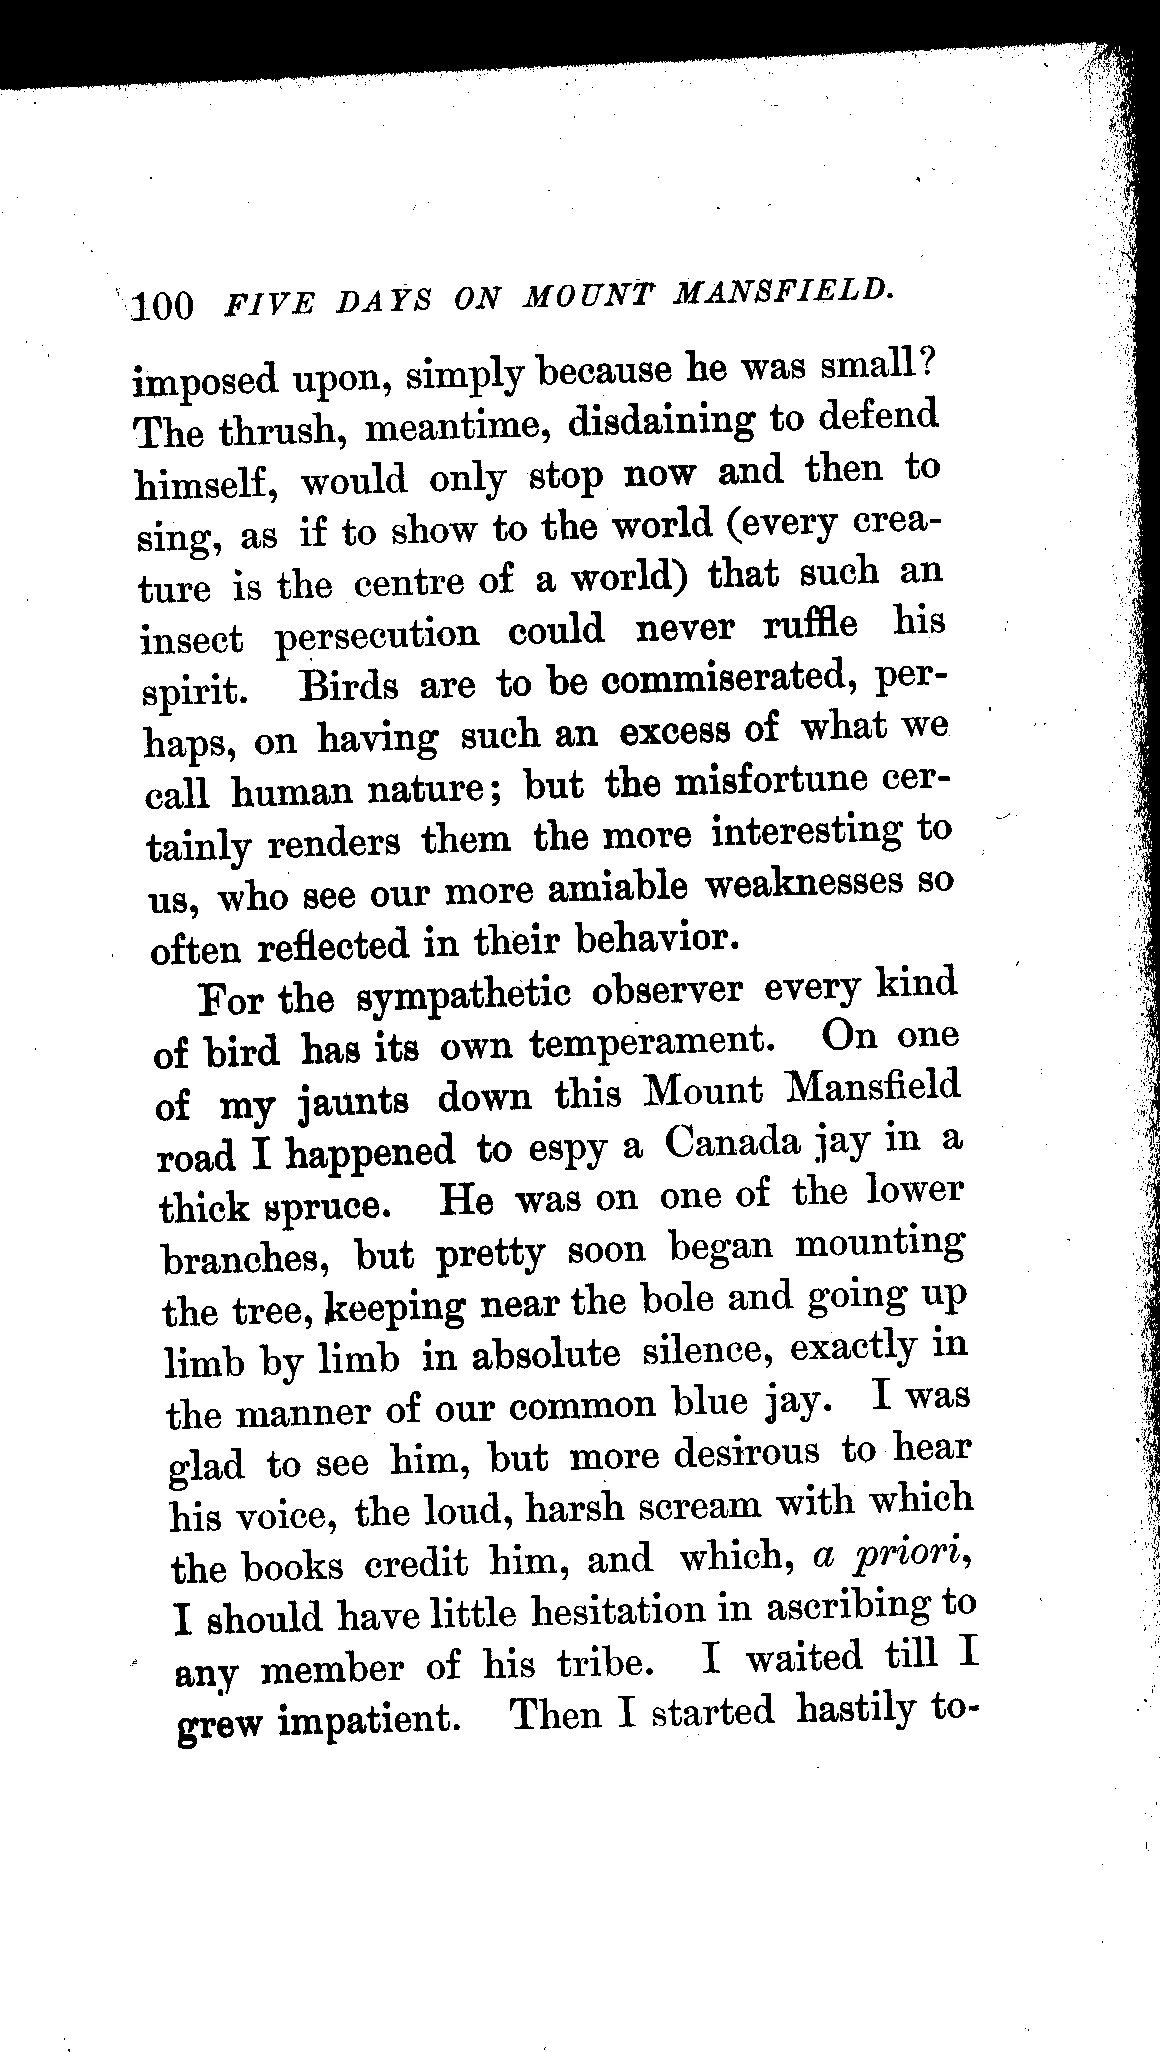 100 FIVE DAYS ON MOUNT MANSFIELD.
imposed upon, simply because he was small?
The thrush, meantime, disdaining to defend
himself, would only stop now and then to
sing, as if to show to the world (every crea-
ture is the centre of a world) that such an
insect persecution could never ruffle his
spirit. Birds are to be commiserated, per-
haps, on having such an excess of what we
call human nature; but the misfortune cer-
tainly renders them the more interesting to
us, who see our more amiable weaknesses so
often reflected in their behavior.
For the sympathetic observer every kind
of bird has its own temperament. On one
of my jaunts down this Mount Mansfield
road I happened to espy a Canada jay in a
thick spruce. He was on one of the lower
branches, but pretty soon began mounting
the tree, keeping near the bole and going up
limb by limb in absolute silence, exactly in
the manner of our common blue jay. I was
glad to see him, but more desirous to hear
his voice, the loud, harsh scream with which
the books credit him, and which, a priori,
I should have little hesitation in ascribing to
any member of his tribe. I waited till I
grew impatient. Then I started hastily to-